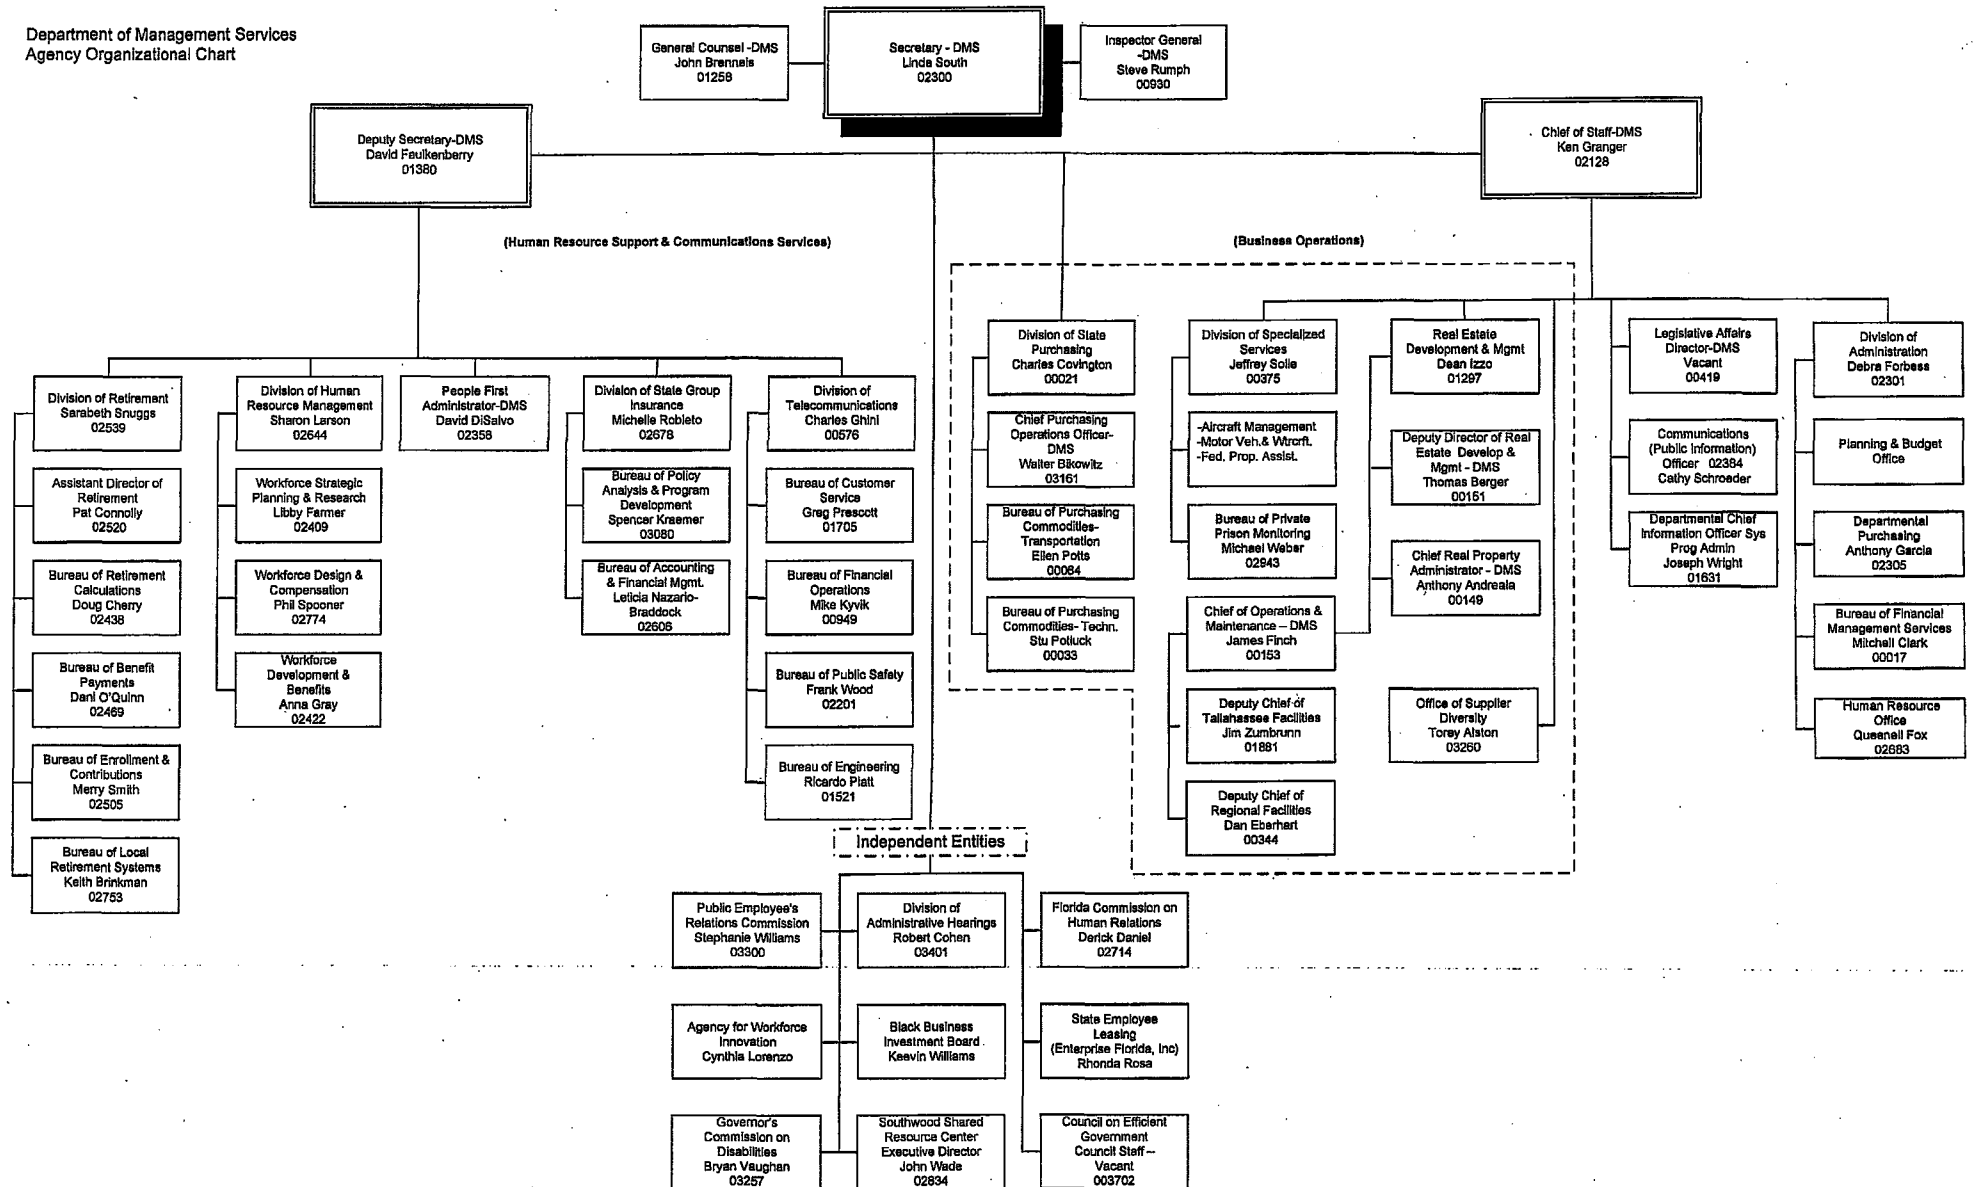 Department of Management Services
Agency Organizational Chart
General Counsel -DMS
John Brenneis
01258
Secretary - DMS
Linda South
02300
Inspector General
-DMS
Steve Rumph
00930
Deputy Secretary-DMS
David Faulkenberry
01380
Chief of Staff-DMS
Ken Granger
02128
(Human Resource Support & Communications Services)
(Business Operations)
Division of Retirement
Sarabeth Snuggs
02539
Assistant Director of
Retirement
Pat Connolly
02520
Bureau of Retirement
Calculations
Doug Cherry
02438
Bureau of Benefit
Payments
Dani O'Quinn
02469
Bureau of Enrollment &
Contributions
Merry Smith
02505
Bureau of Local
Retirement Systems
Keith Brinkman
02753
Division of Human
Resource Management
Sharon Larson
02644
Workforce Strategic
Planning & Research
Libby Farmer
02409
Workforce Design &
Compensation
Phil Spooner
02774
Workforce
Development &
Benefits
Anna Gray
02422
People First
Administrator-DMS
David DiSalvo
02358
Division of State Group
Insurance
Michelle Robleto
02678
Bureau of Policy
Analysis & Program
Development
Spencer Kraemer
03080
Bureau of Accounting
& Financial Mgmt.
Leticia Nazario-
Braddock
02606
Division of
Telecommunications
Charles Ghini
00576
Bureau of Customer
Service
Greg Prescott
01705
Bureau of Financial
Operations
Mike Kyvik
00949
Bureau of Public Safety
Frank Wood
02201
Bureau of Engineering
Ricardo Platt
01521
Division of State
Purchasing
Charles Covington
00021
Chief Purchasing
Operations Officer-
DMS
Walter Bikowitz
03161
Bureau of Purchasing
Commodities-
Transportation
Ellen Potts
00064
Bureau of Purchasing
Commodities- Techn.
Stu Potluck
00033
Division of Specialized
Services
Jeffrey Solie
00375
-Aircraft Management
-Motor Veh.& Wtrcrft.
-Fed. Prop. Assist.
Bureau of Private
Prison Monitoring
Michael Weber
02943
Chief of Operations &
Maintenance – DMS
James Finch
00153
Deputy Chief of
Tallahassee Facilities
Jim Zumbrunn
01881
Deputy Chief of
Regional Facilities
Dan Eberhart
00344
Real Estate
Development & Mgmt
Dean Izzo
01297
Deputy Director of Real
Estate Develop &
Mgmt - DMS
Thomas Berger
00151
Chief Real Property
Administrator - DMS
Anthony Andreala
00149
Office of Supplier
Diversity
Torey Alston
03260
Legislative Affairs
Director-DMS
Vacant
00419
Communications
(Public Information)
Officer 02384
Cathy Schroeder
Departmental Chief
Information Officer Sys
Prog Admin
Joseph Wright
01631
Division of
Administration
Debra Forbess
02301
Planning & Budget
Office
Departmental
Purchasing
Anthony Garcia
02305
Bureau of Financial
Management Services
Mitchell Clark
00017
Human Resource
Office
Queenell Fox
02683
Independent Entities
Public Employee's
Relations Commission
Stephanie Williams
03300
Division of
Administrative Hearings
Robert Cohen
03401
Florida Commission on
Human Relations
Derick Daniel
02714
Agency for Workforce
Innovation
Cynthia Lorenzo
Black Business
Investment Board
Keevin Williams
State Employee
Leasing
(Enterprise Florida, Inc)
Rhonda Rosa
Governor's
Commission on
Disabilities
Bryan Vaughan
03257
Southwood Shared
Resource Center
Executive Director
John Wade
02834
Council on Efficient
Government
Council Staff –
Vacant
003702